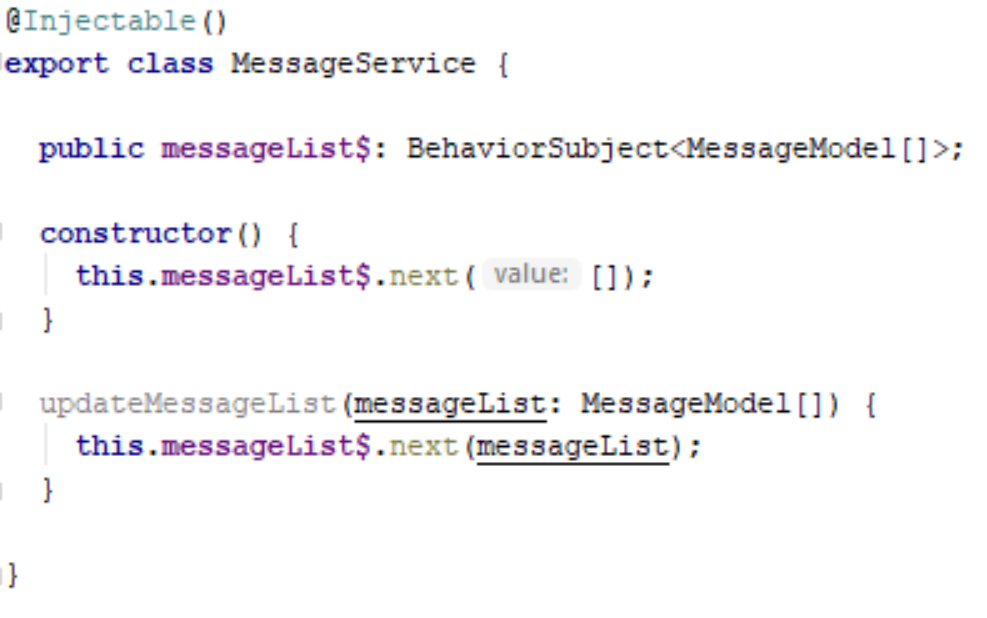 @Injectable()
export class MessageService {
public messageList$: BehaviorSubject<MessageModel[]>;
constructor() {
this.messageList$.next( value: []);
}
updateMessageList(messageList: MessageModel[]) {
this.messageList$.next(messageList);
}
}